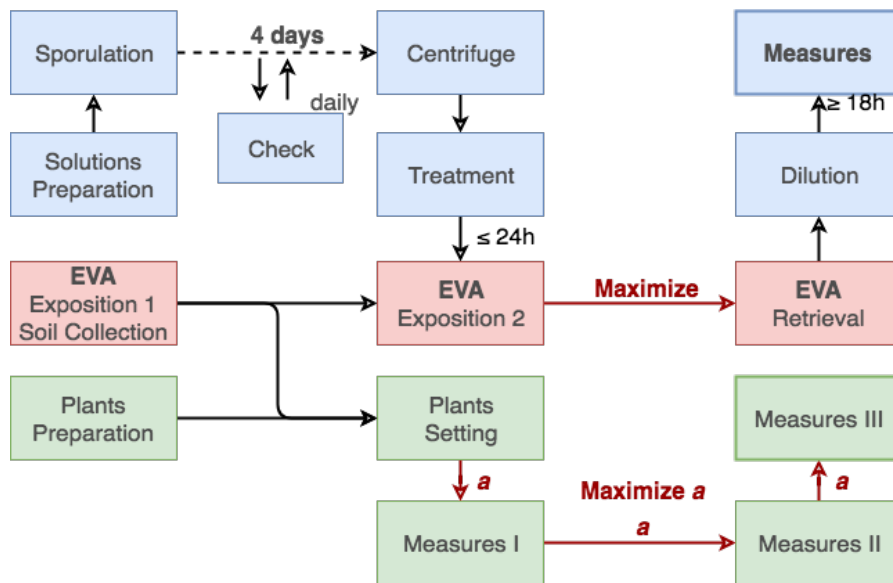 Sporulation
4 days
Centrifuge
Measures
daily
≥ 18h
Check
Solutions
Preparation
Treatment
Dilution
≤ 24h
EVA
Exposition 1
Soil Collection
EVA
Exposition 2
Maximize
EVA
Retrieval
Plants
Preparation
Plants
Setting
Measures III
a
Maximize a
a
a
Measures I
Measures II